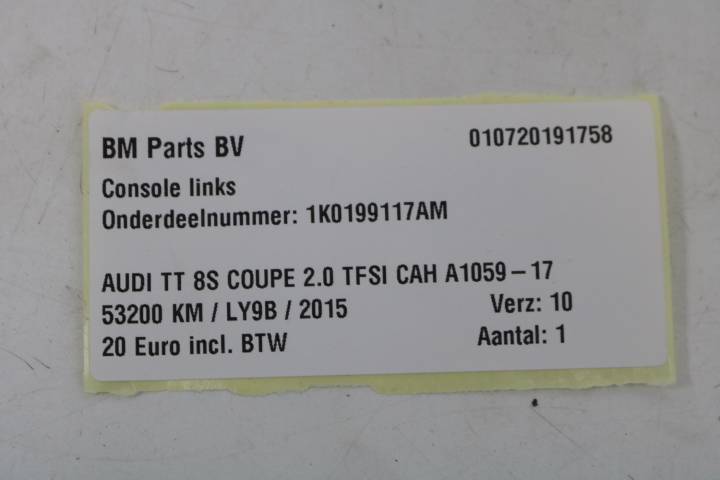 BM Parts BV 010720191758
Console links
Onderdeelnummer: 1K0199117AM
AUDI TT 8S COUPE 2.0 TFSI CAH A1059-17
53200 KM / LY9B / 2015 Verz: 10
20 Euro incl. BTW Aantal: 1